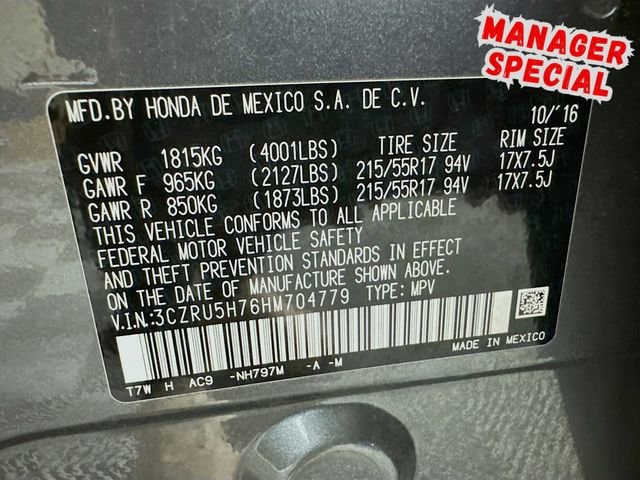 MANAGER
SPECIAL
MFD.BY HONDA DE MEXICO S.A. DE C.V. 10/'16
GVWR 1815KG (4001LBS) TIRE SIZE RIM SIZE
GAWR F 965KG (2127LBS) 215/55R17 94V 17X7.5J
GAWR R 850KG (1873LBS) 215/55R17 94V 17X7.5J
THIS VEHICLE CONFORMS TO ALL APPLICABLE
FEDERAL MOTOR VEHICLE SAFETY
AND THEFT PREVENTION STANDARDS IN EFFECT
ON THE DATE OF MANUFACTURE SHOWN ABOVE.
V.I.N:3CZRU5H76HM704779 TYPE: MPV
MADE IN MEXICO
T7W H AC9 -NH797M -A -M